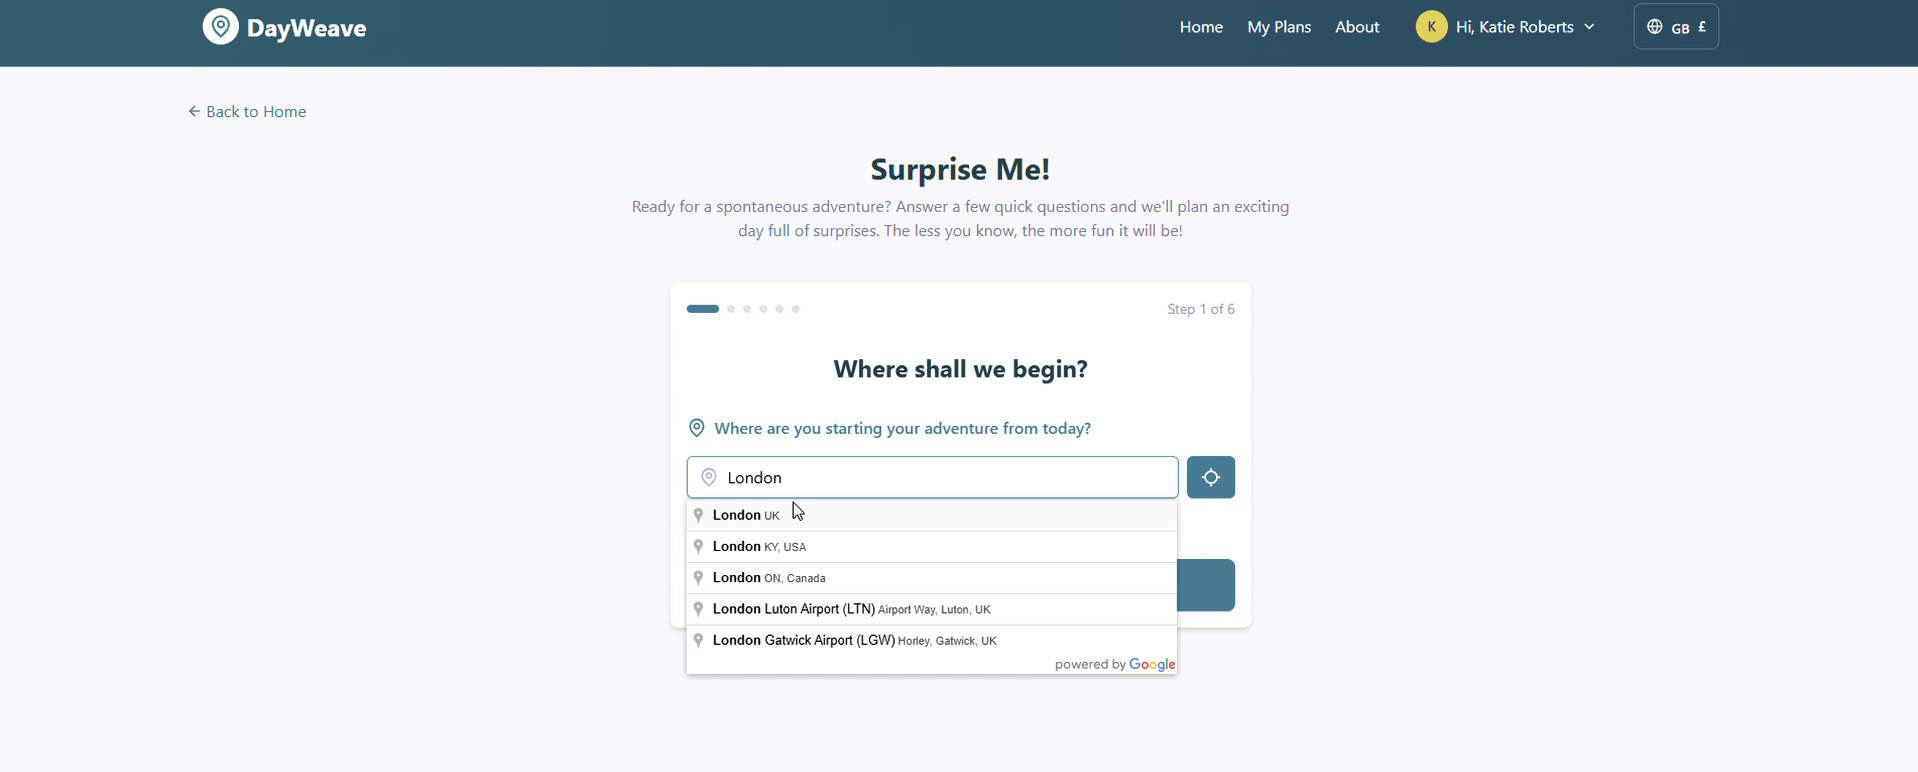 DayWeave
Home My Plans About K Hi, Katie Roberts GB £
Back to Home
Surprise Me!
Ready for a spontaneous adventure? Answer a few quick questions and we'll plan an exciting
day full of surprises. The less you know, the more fun it will be!
Step 1 of 6
Where shall we begin?
Where are you starting your adventure from today?
London
London UK
London KY, USA
London ON, Canada
London Luton Airport (LTN) Airport Way, Luton, UK
London Gatwick Airport (LGW) Horley, Gatwick, UK
powered by Google